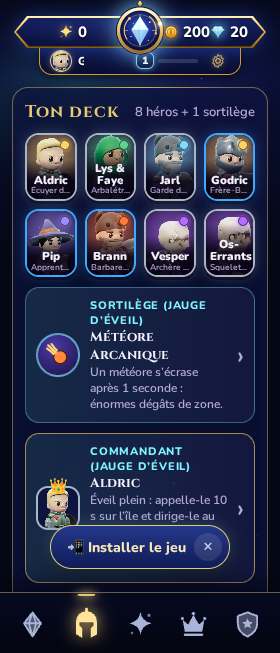 0
200
20
G
1
Ton deck
8 héros + 1 sortilège
Aldric
Écuyer d…
Lys &
Faye
Arbalétr…
Jarl
Garde d…
Godric
Frère-B…
Pip
Apprent…
Brann
Barbare…
Vesper
Archère …
Os-
Errants
Squelet…
SORTILÈGE (JAUGE
D'ÉVEIL)
Météore
Arcanique
Un météore s'écrase
après 1 seconde :
énormes dégâts de zone.
›
COMMANDANT
(JAUGE D'ÉVEIL)
Aldric
Éveil plein : appelle-le 10
s sur l'île et dirige-le au
›
Installer le jeu
×